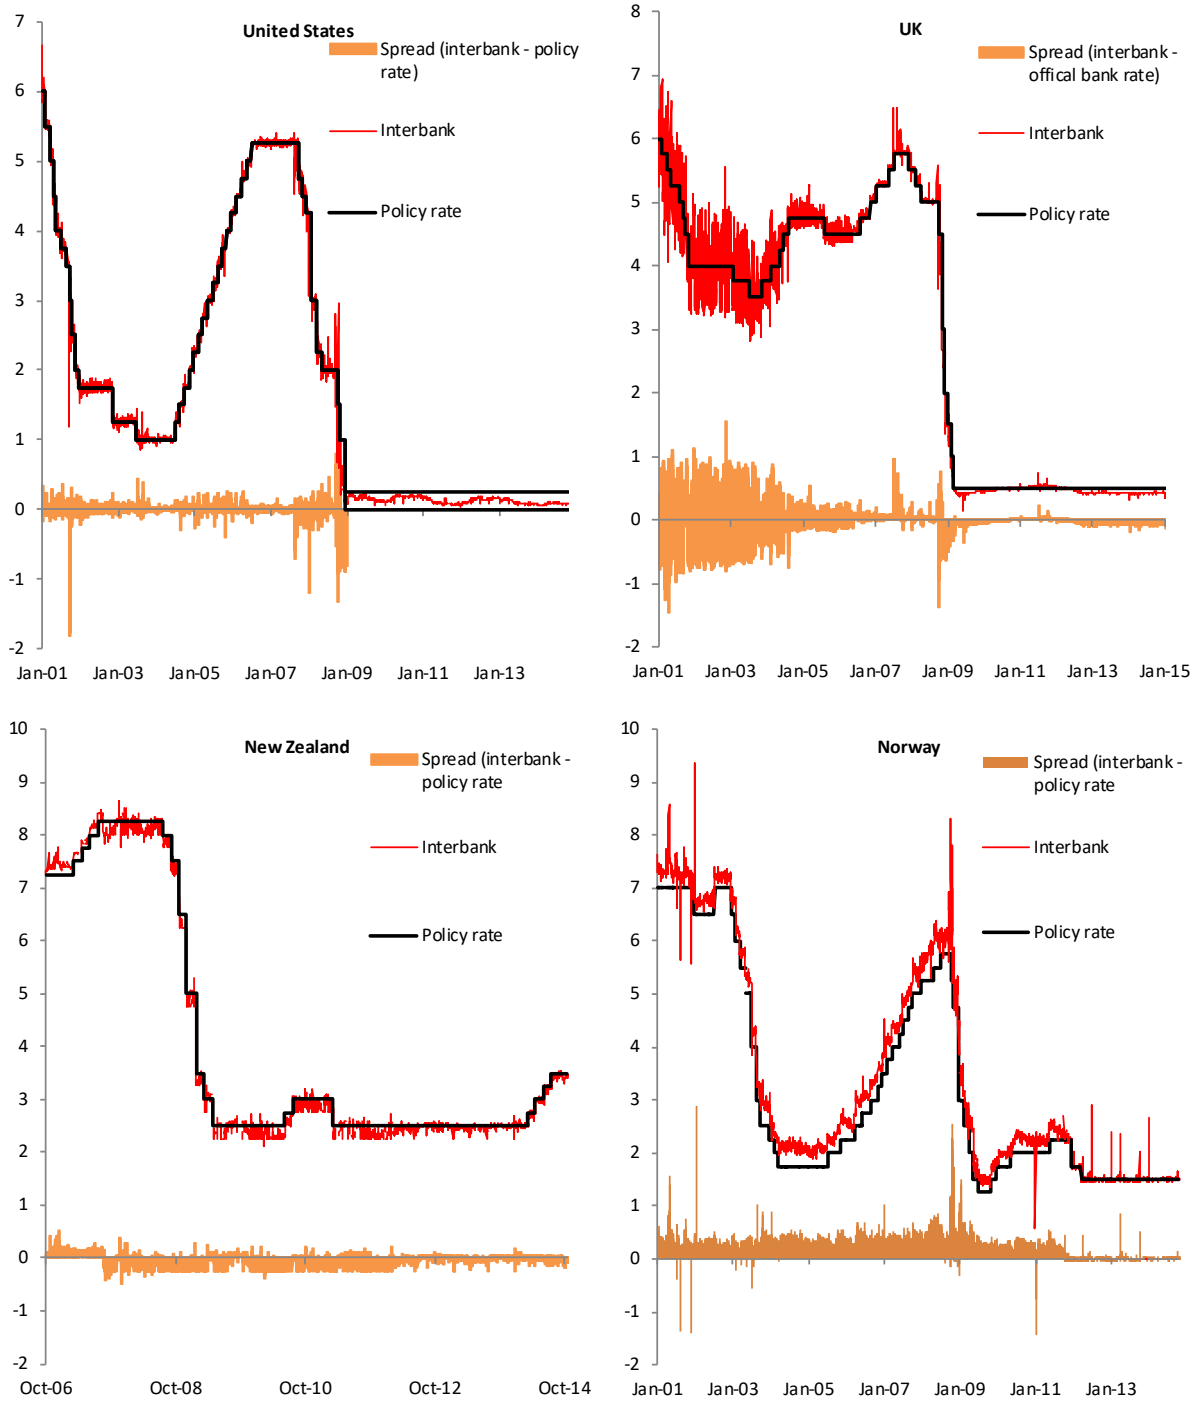 United States
Spread (interbank - policy
rate)
Interbank
Policy rate
7
6
5
4
3
2
1
0
-1
-2
Jan-01 Jan-03 Jan-05 Jan-07 Jan-09 Jan-11 Jan-13
UK
Spread (interbank -
offical bank rate)
Interbank
Policy rate
8
7
6
5
4
3
2
1
0
-1
-2
Jan-01 Jan-03 Jan-05 Jan-07 Jan-09 Jan-11 Jan-13 Jan-15
New Zealand
Spread (interbank -
policy rate
Interbank
Policy rate
10
9
8
7
6
5
4
3
2
1
0
-1
-2
Oct-06 Oct-08 Oct-10 Oct-12 Oct-14
Norway
Spread (interbank -
policy rate
Interbank
Policy rate
10
9
8
7
6
5
4
3
2
1
0
-1
-2
Jan-01 Jan-03 Jan-05 Jan-07 Jan-09 Jan-11 Jan-13